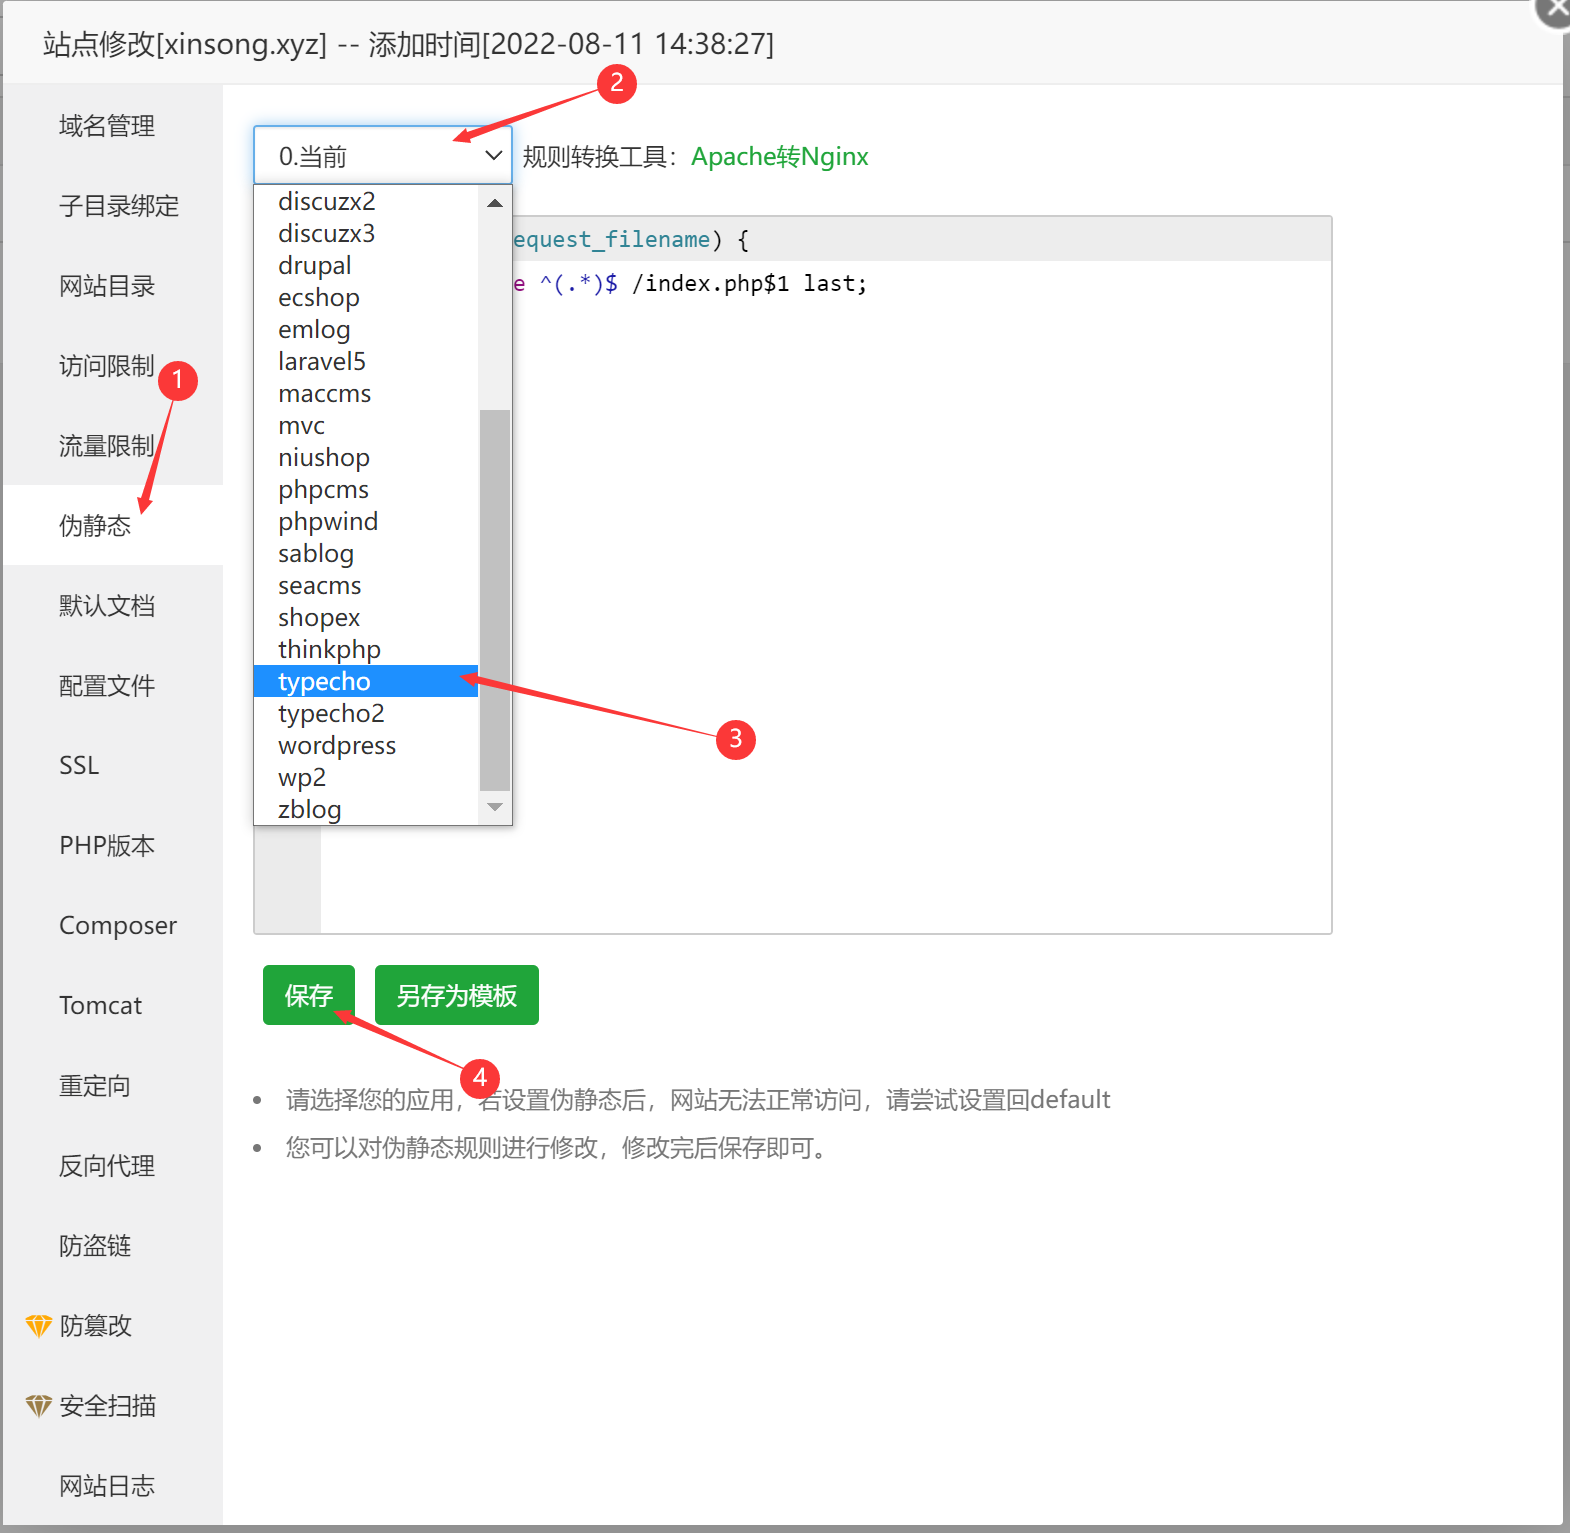 站点修改[xinsong.xyz] -- 添加时间[2022-08-11 14:38:27]
域名管理
子目录绑定
网站目录
访问限制
流量限制
伪静态
默认文档
配置文件
SSL
PHP版本
Composer
Tomcat
重定向
反向代理
防盗链
防篡改
安全扫描
网站日志
1
2
0.当前
规则转换工具：Apache转Nginx
discuzx2
discuzx3
drupal
ecshop
emlog
laravel5
maccms
mvc
niushop
phpcms
phpwind
sablog
seacms
shopex
thinkphp
typecho
typecho2
wordpress
wp2
zblog
equest_filename) {
e ^(.*)$ /index.php$1 last;
3
保存
另存为模板
4
请选择您的应用，若设置伪静态后，网站无法正常访问，请尝试设置回default
您可以对伪静态规则进行修改，修改完后保存即可。